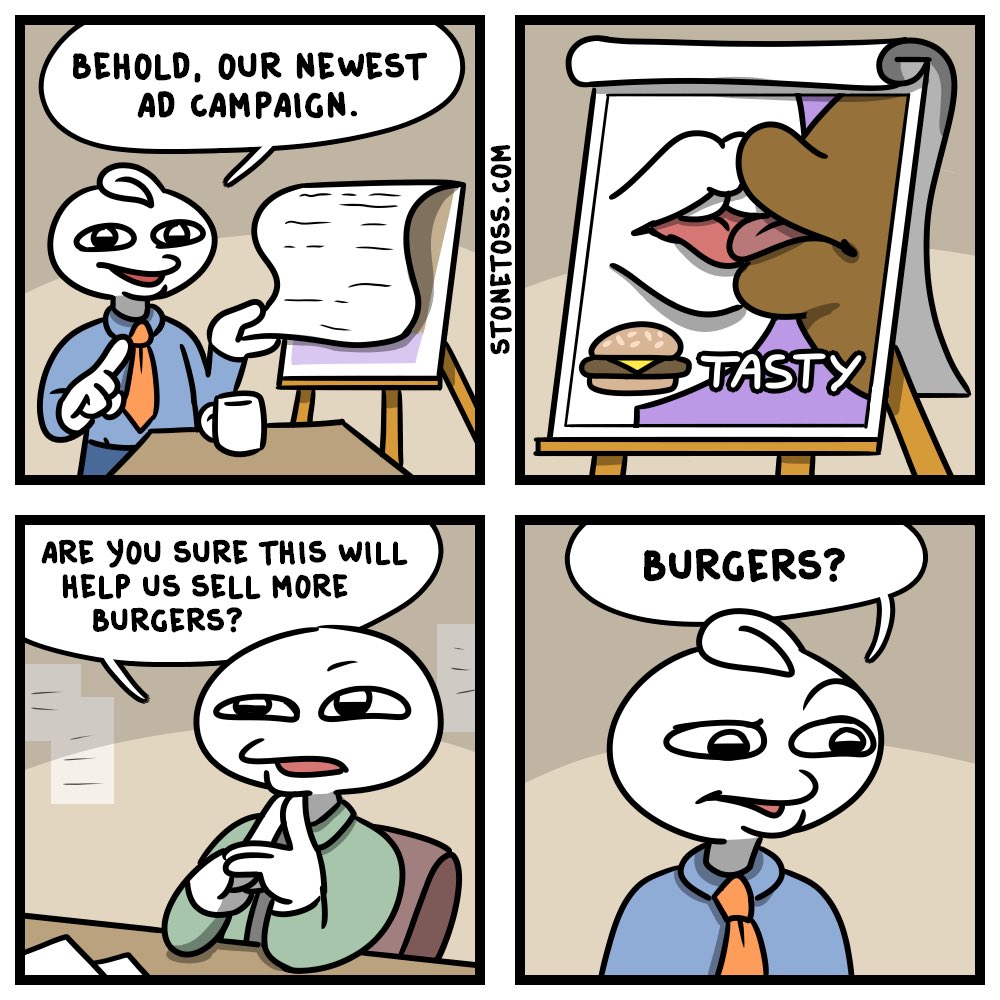 BEHOLD, OUR NEWEST
AD CAMPAIGN.
STONETOSS.COM
TASTY
ARE YOU SURE THIS WILL
HELP US SELL MORE
BURGERS?
BURGERS?